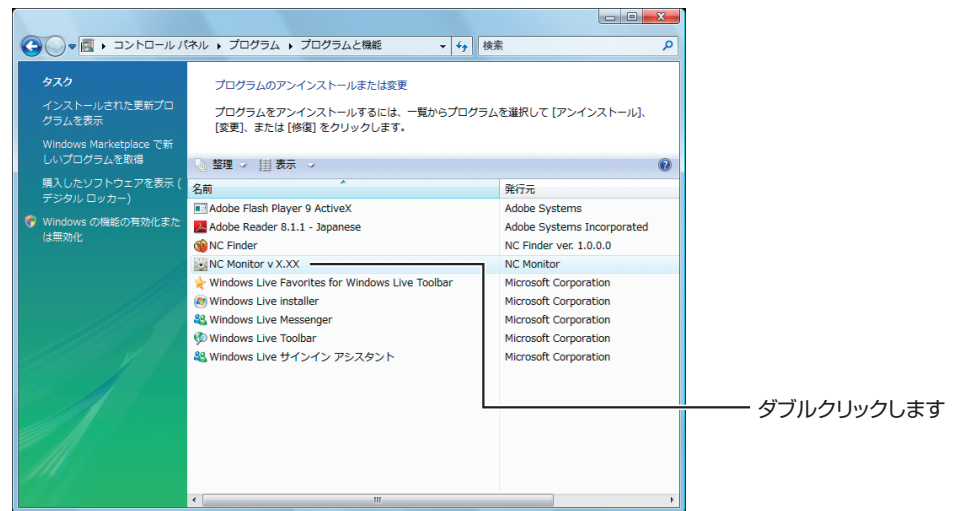 コントロール パネル ▸ プログラム ▸ プログラムと機能
検索
タスク
インストールされた更新プロ
グラムを表示
Windows Marketplace で新
しいプログラムを取得
購入したソフトウェアを表示 (
デジタル ロッカー)
Windows の機能の有効化また
は無効化
プログラムのアンインストールまたは変更
プログラムをアンインストールするには、一覧からプログラムを選択して [アンインストール]、
[変更]、または [修復] をクリックします。
整理 表示
名前 発行元
Adobe Flash Player 9 ActiveX Adobe Systems
Adobe Reader 8.1.1 - Japanese Adobe Systems Incorporated
NC Finder NC Finder ver. 1.0.0.0
NC Monitor v X.XX NC Monitor
Windows Live Favorites for Windows Live Toolbar Microsoft Corporation
Windows Live installer Microsoft Corporation
Windows Live Messenger Microsoft Corporation
Windows Live Toolbar Microsoft Corporation
Windows Live サインイン アシスタント Microsoft Corporation
ダブルクリックします